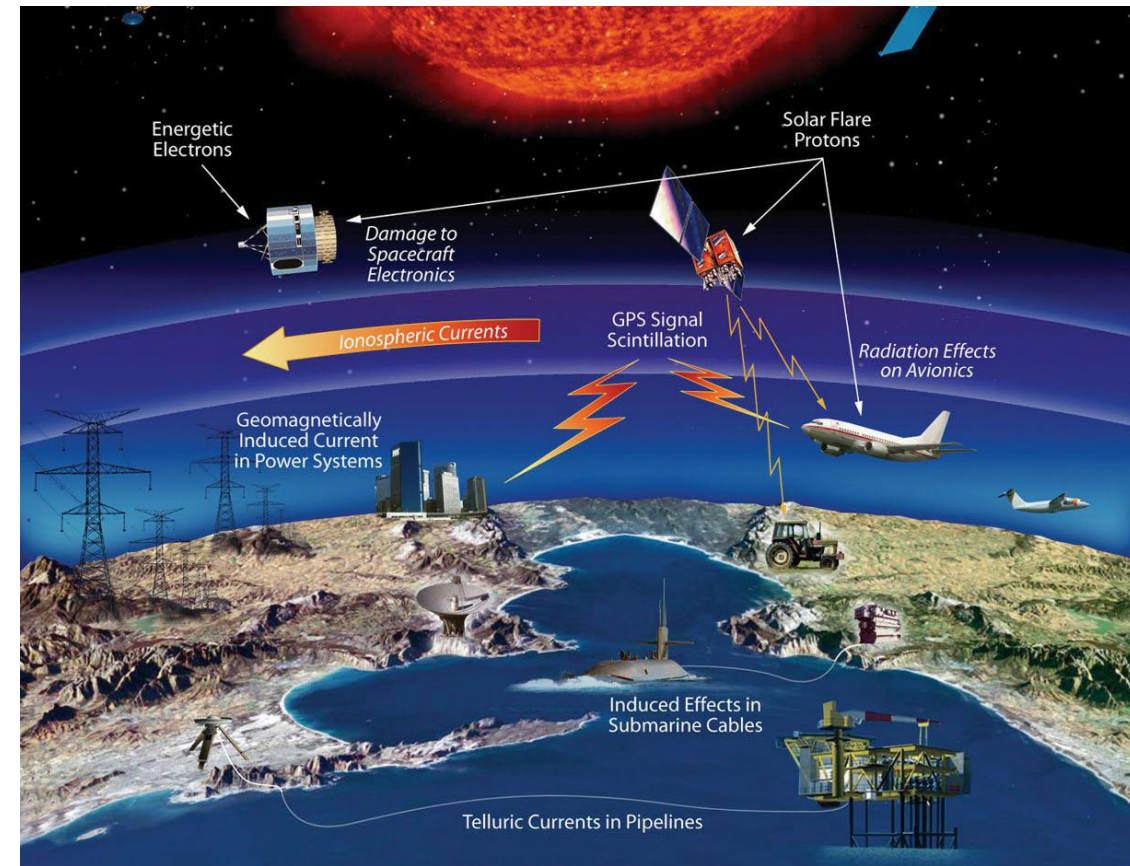 Energetic
Electrons
Solar Flare
Protons
Damage to
Spacecraft
Electronics
GPS Signal
Scintillation
Ionospheric Currents
Radiation Effects
on Avionics
Geomagnetically
Induced Current
in Power Systems
Induced Effects in
Submarine Cables
Telluric Currents in Pipelines